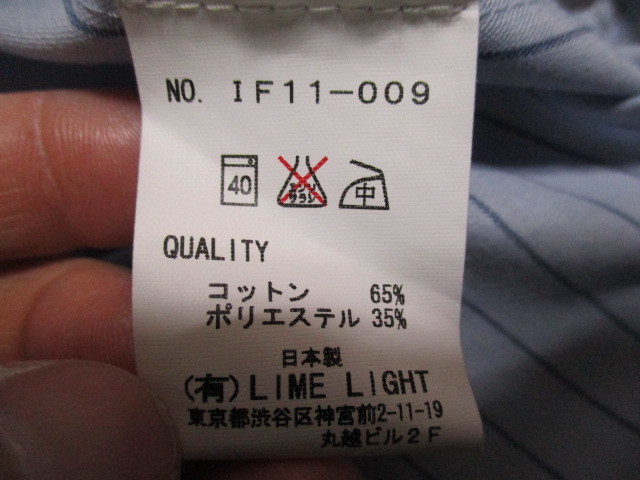 NO. IF11-009
40
エンソ
サラシ
中
QUALITY
コットン 65%
ポリエステル 35%
日本製
(有)LIME LIGHT
東京都渋谷区神宮前2-11-19
丸越ビル2F